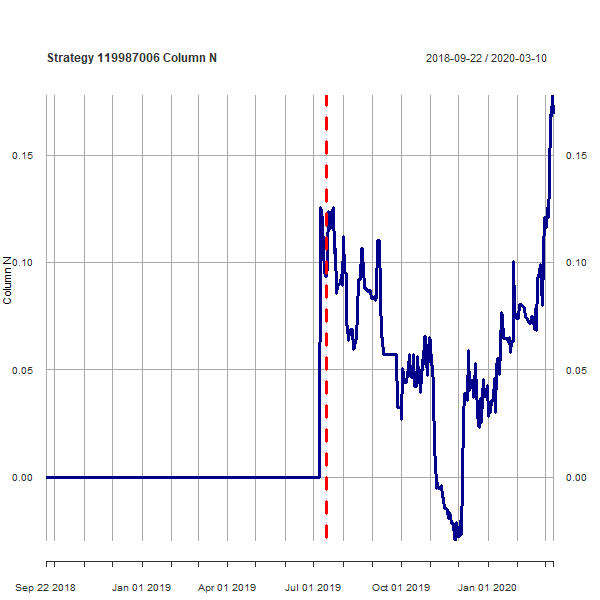 Strategy 119987006 Column N
2018-09-22 / 2020-03-10
Column N
0.15 0.15
0.10 0.10
0.05 0.05
0.00 0.00
Sep 22 2018 Jan 01 2019 Apr 01 2019 Jul 01 2019 Oct 01 2019 Jan 01 2020